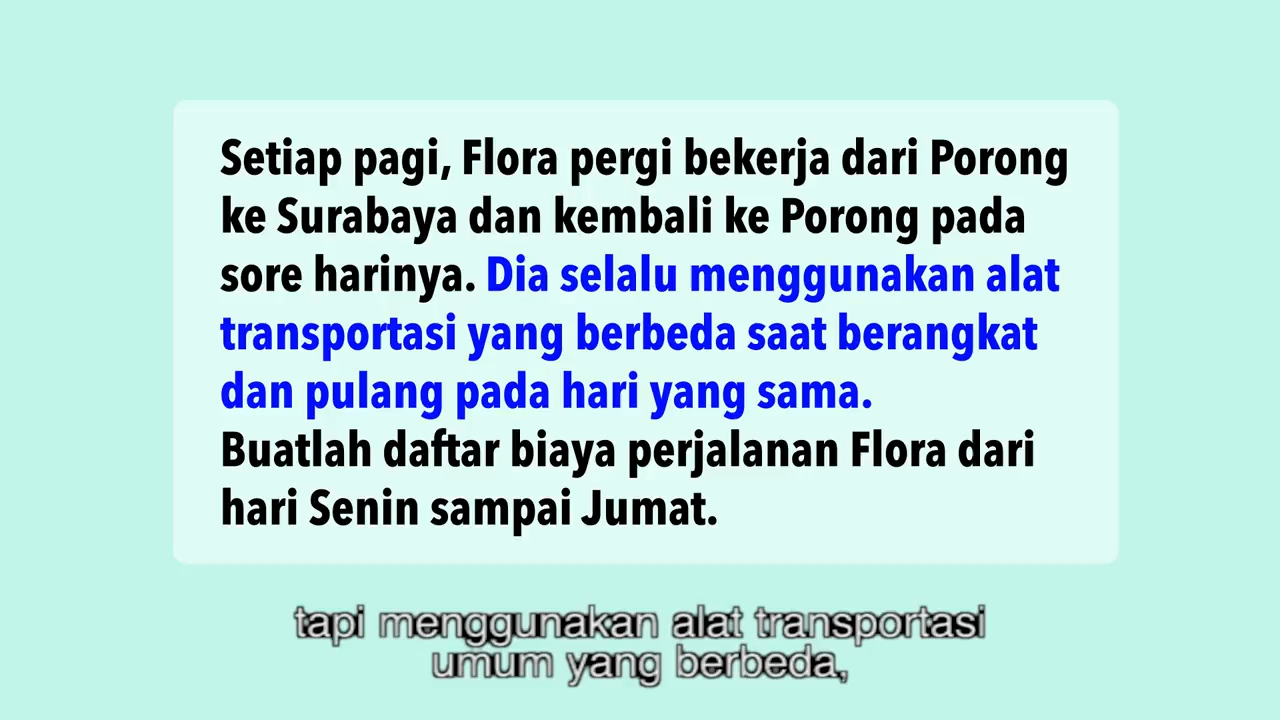 Setiap pagi, Flora pergi bekerja dari Porong
ke Surabaya dan kembali ke Porong pada
sore harinya. Dia selalu menggunakan alat
transportasi yang berbeda saat berangkat
dan pulang pada hari yang sama.
Buatlah daftar biaya perjalanan Flora dari
hari Senin sampai Jumat.
tapi menggunakan alat transportasi
umum yang berbeda,